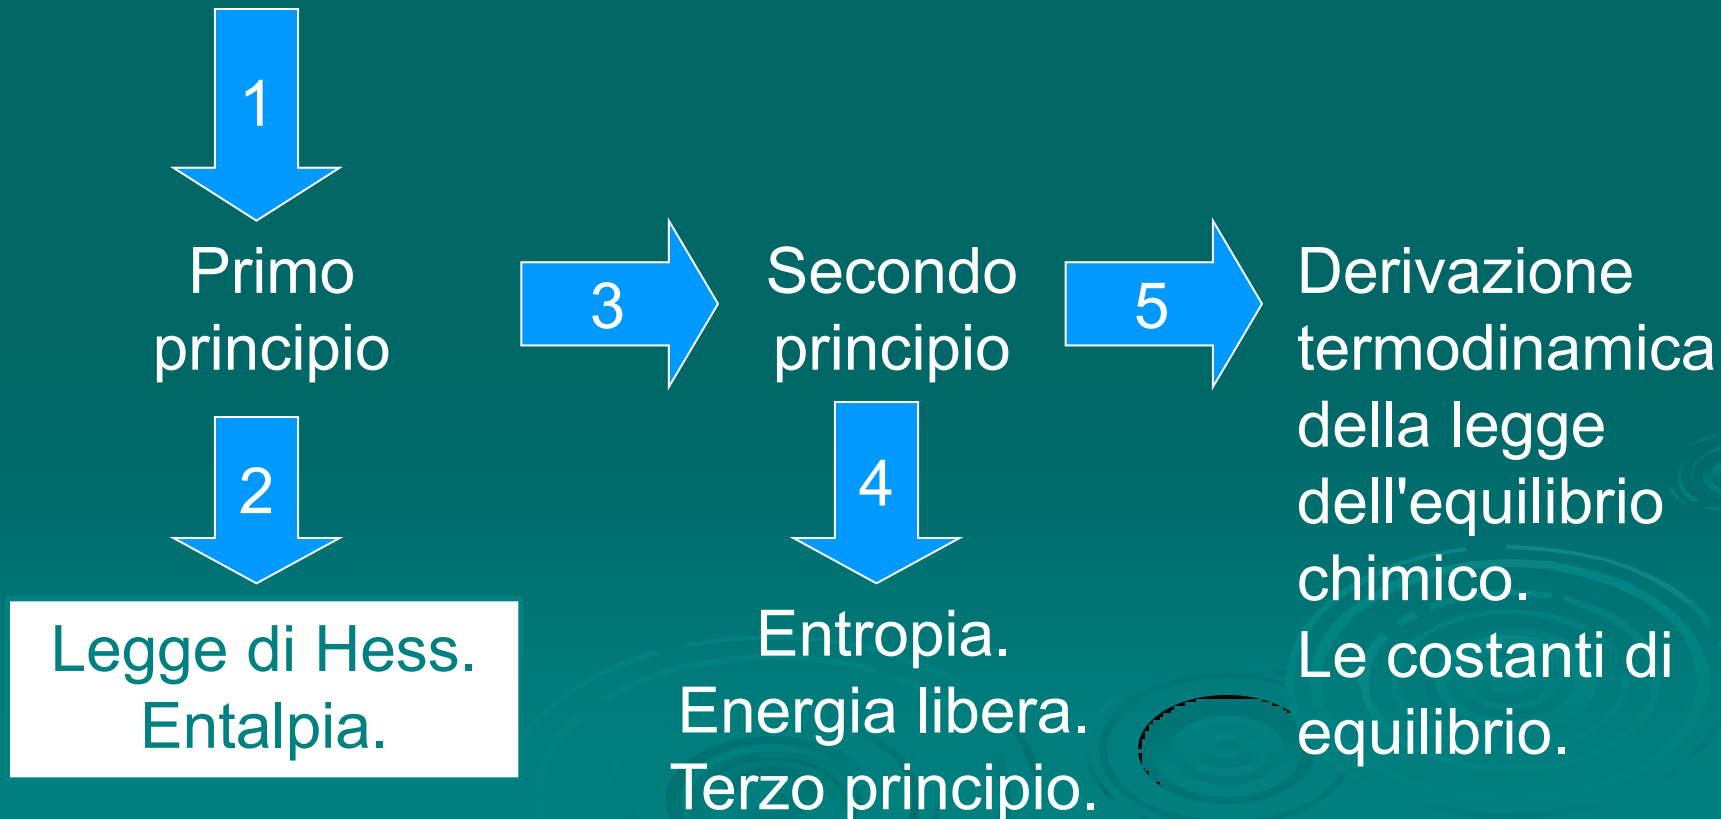 1
Primo
principio
2
Legge di Hess.
Entalpia.
3
Secondo
principio
4
Entropia.
Energia libera.
Terzo principio.
5
Derivazione
termodinamica
della legge
dell'equilibrio
chimico.
Le costanti di
equilibrio.